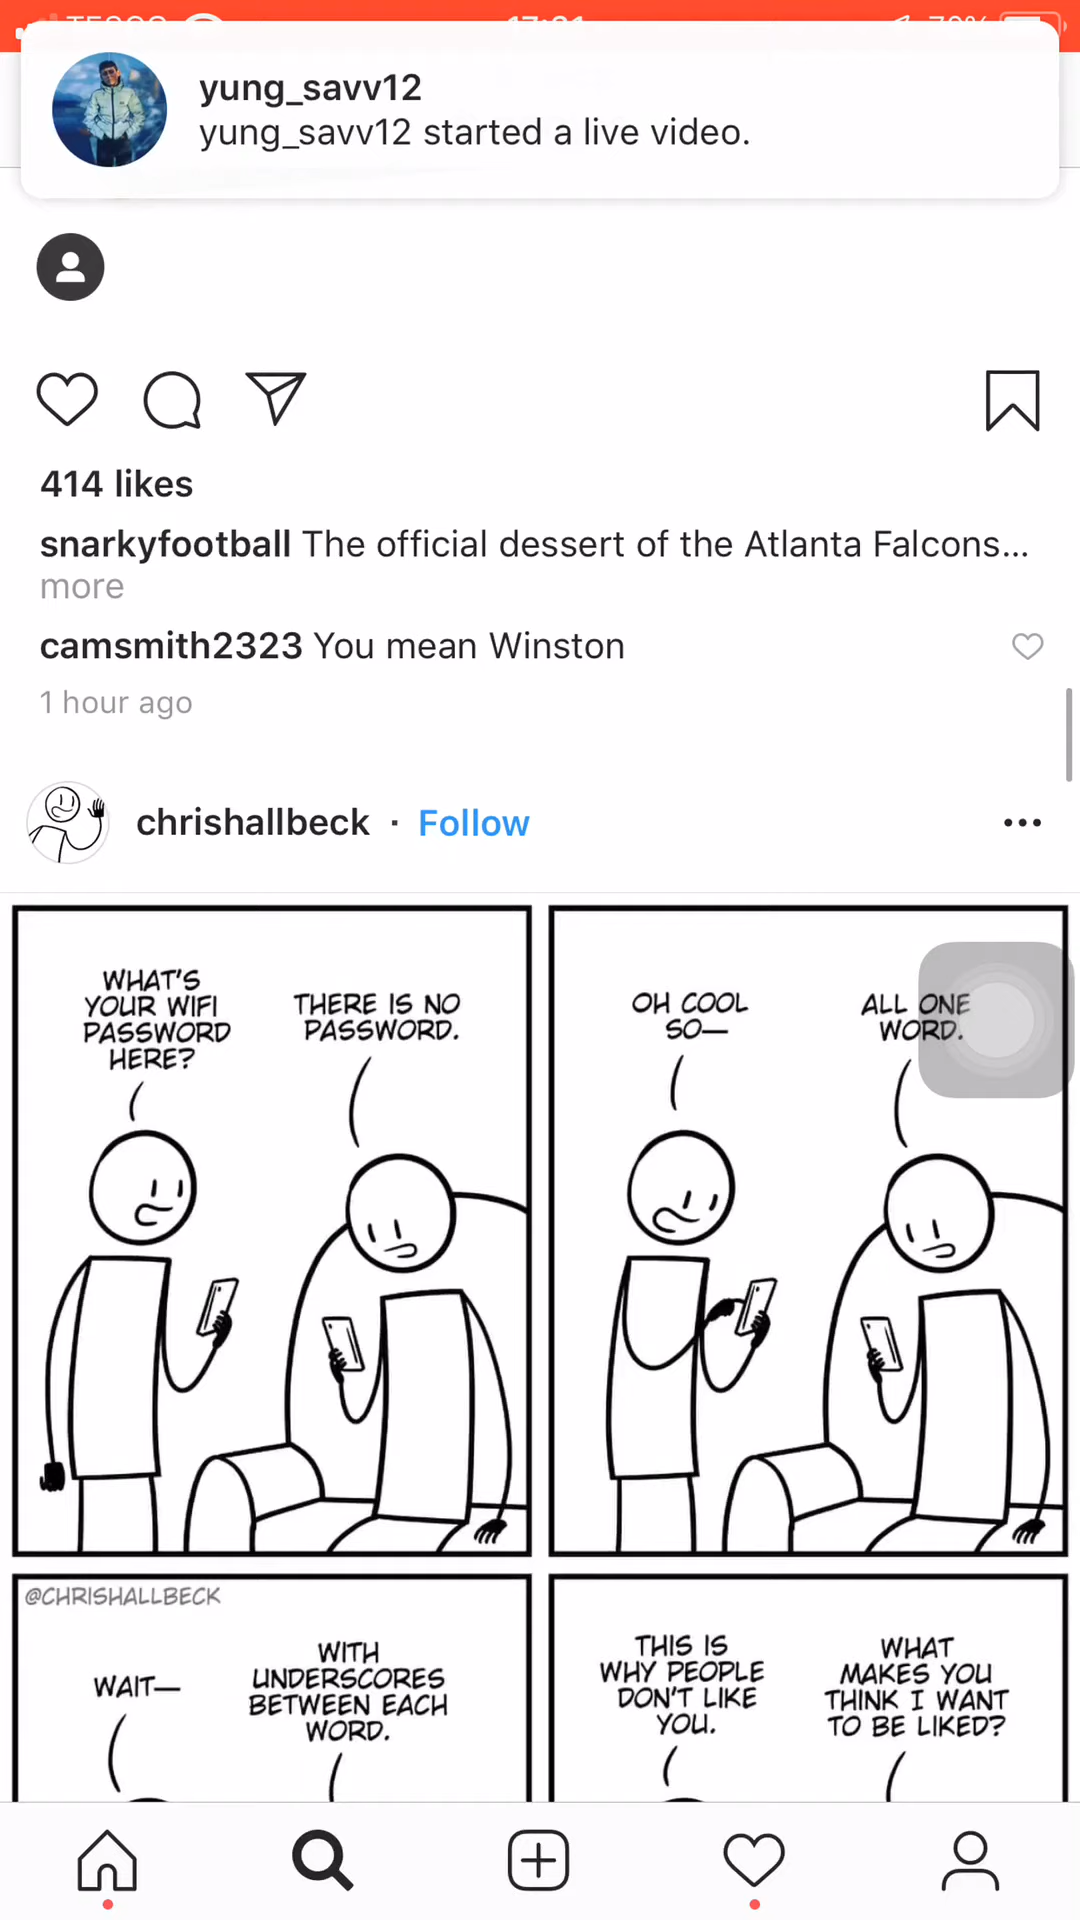 yung_savv12
yung_savv12 started a live video.
414 likes
snarkyfootball The official dessert of the Atlanta Falcons...
more
camsmith2323 You mean Winston
1 hour ago
chrishallbeck · Follow
WHAT'S
YOUR WIFI
PASSWORD
HERE?
THERE IS NO
PASSWORD.
OH COOL
SO—
ALL ONE
WORD.
@CHRISHALLBECK
WAIT—
WITH
UNDERSCORES
BETWEEN EACH
WORD.
THIS IS
WHY PEOPLE
DON'T LIKE
YOU.
WHAT
MAKES YOU
THINK I WANT
TO BE LIKED?